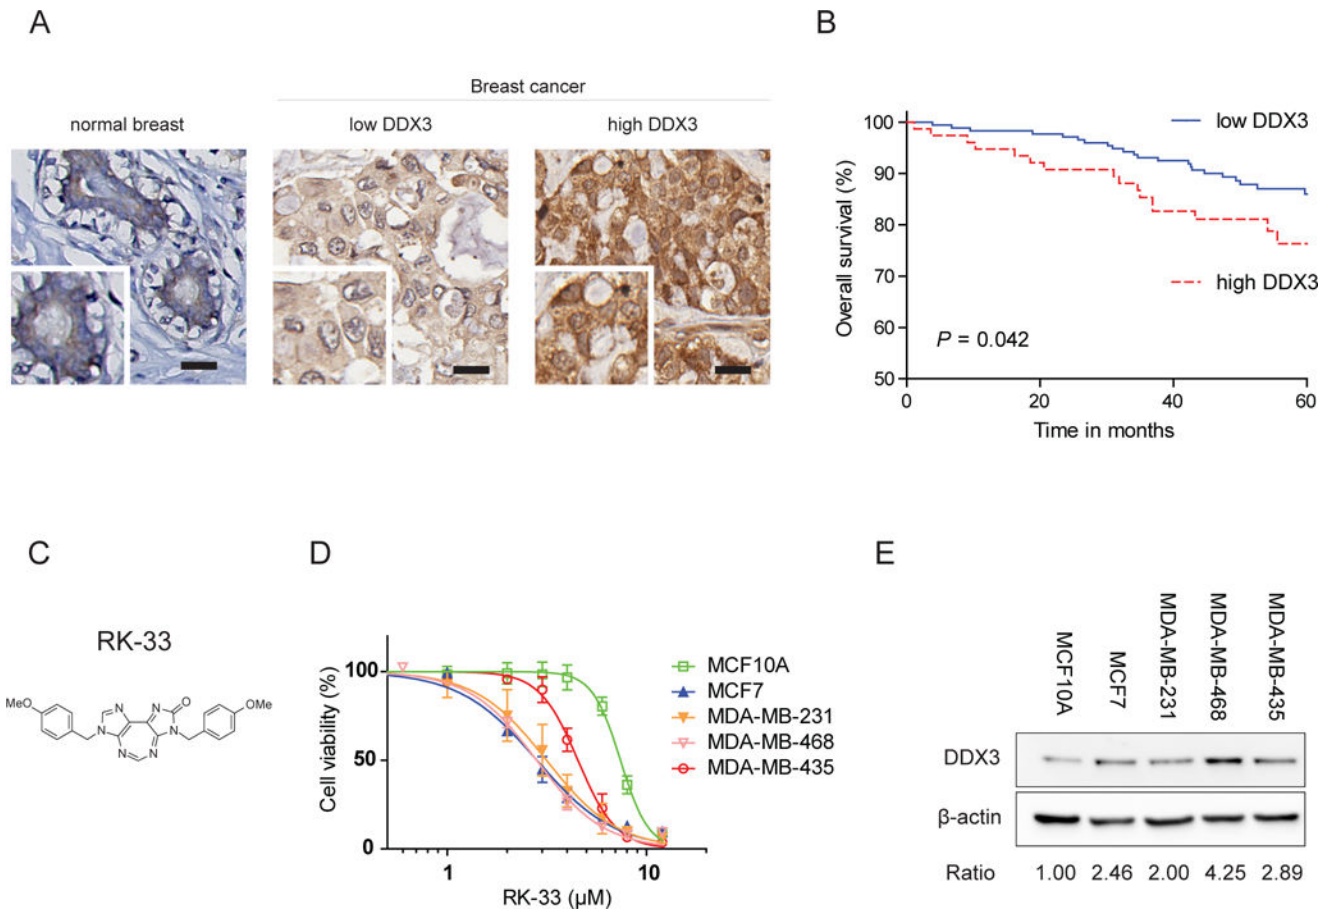 A
Breast cancer
normal breast
low DDX3
high DDX3
B
Overall survival (%)
100
90
80
70
60
50
low DDX3
high DDX3
P = 0.042
0
20
40
60
Time in months
C
RK-33
MeO
N
N
N
N
O
N
N
OMe
D
Cell viability (%)
100
50
0
1
10
RK-33 (µM)
MCF10A
MCF7
MDA-MB-231
MDA-MB-468
MDA-MB-435
E
MCF10A
MCF7
MDA-MB-231
MDA-MB-468
MDA-MB-435
DDX3
β-actin
Ratio 1.00 2.46 2.00 4.25 2.89